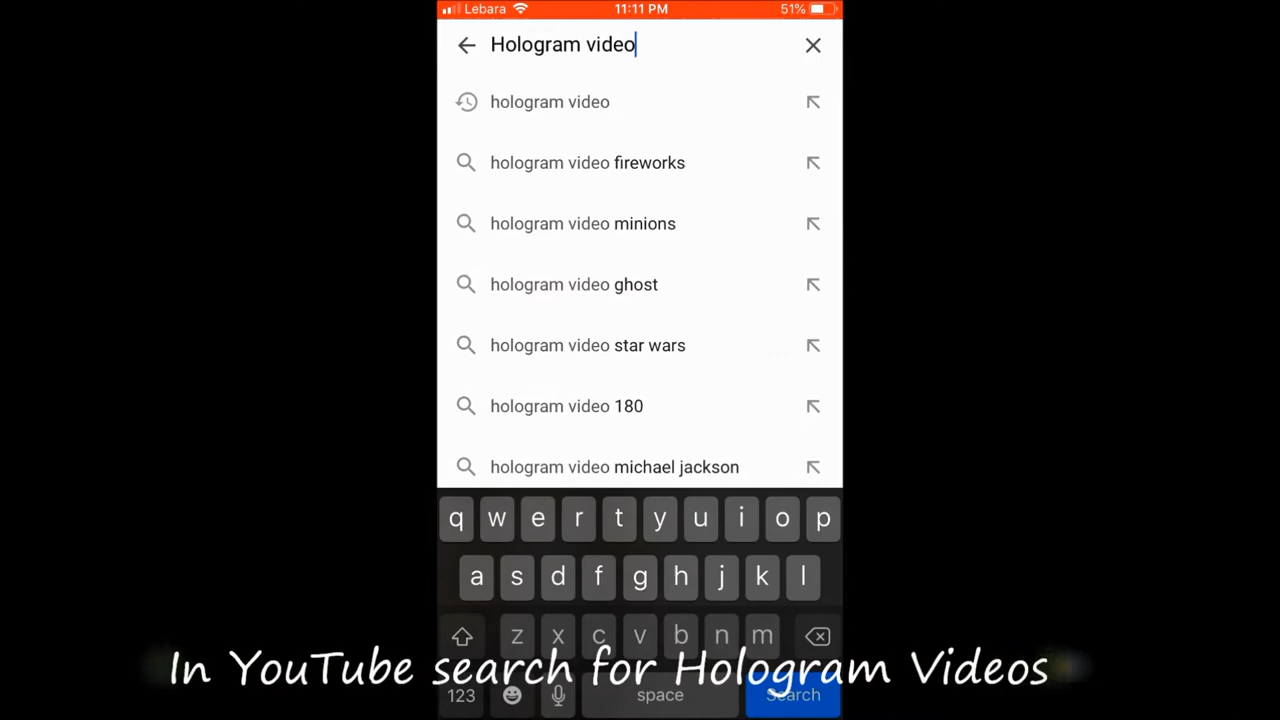 Lebara 11:11 PM 51%
Hologram video
hologram video
hologram video fireworks
hologram video minions
hologram video ghost
hologram video star wars
hologram video 180
hologram video michael jackson
q w e r t y u i o p
a s d f g h j k l
z x c v b n m
In YouTube search for Hologram Videos
123 space Search